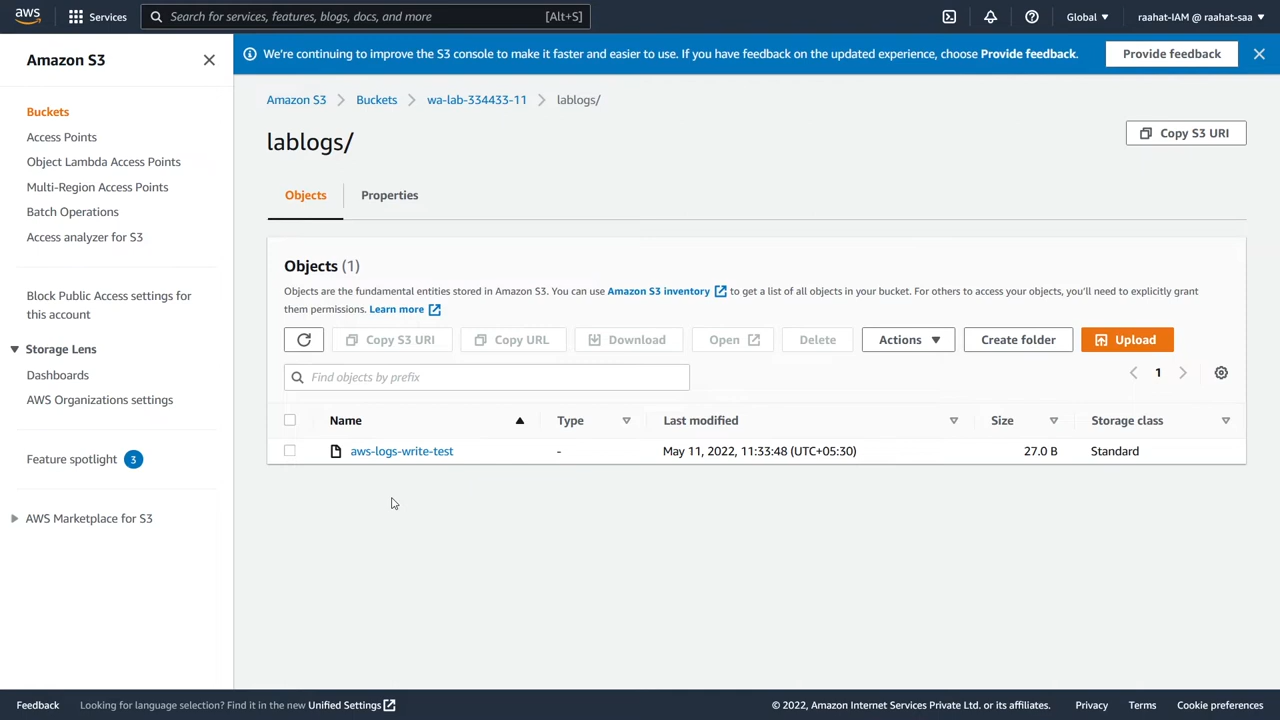 aws Services Search for services, features, blogs, docs, and more [Alt+S] Global ▼ raahat-IAM @ raahat-saa ▼
Amazon S3
We're continuing to improve the S3 console to make it faster and easier to use. If you have feedback on the updated experience, choose Provide feedback. Provide feedback
Buckets
Access Points
Object Lambda Access Points
Multi-Region Access Points
Batch Operations
Access analyzer for S3
Block Public Access settings for
this account
Storage Lens
Dashboards
AWS Organizations settings
Feature spotlight 3
AWS Marketplace for S3
Amazon S3 > Buckets > wa-lab-334433-11 > lablogs/
lablogs/
Copy S3 URI
Objects Properties
Objects (1)
Objects are the fundamental entities stored in Amazon S3. You can use Amazon S3 inventory to get a list of all objects in your bucket. For others to access your objects, you'll need to explicitly grant
them permissions. Learn more
Copy S3 URI Copy URL Download Open Delete Actions ▼ Create folder Upload
Find objects by prefix
1
Name Type Last modified Size Storage class
aws-logs-write-test - May 11, 2022, 11:33:48 (UTC+05:30) 27.0 B Standard
Feedback Looking for language selection? Find it in the new Unified Settings © 2022, Amazon Internet Services Private Ltd. or its affiliates. Privacy Terms Cookie preferences